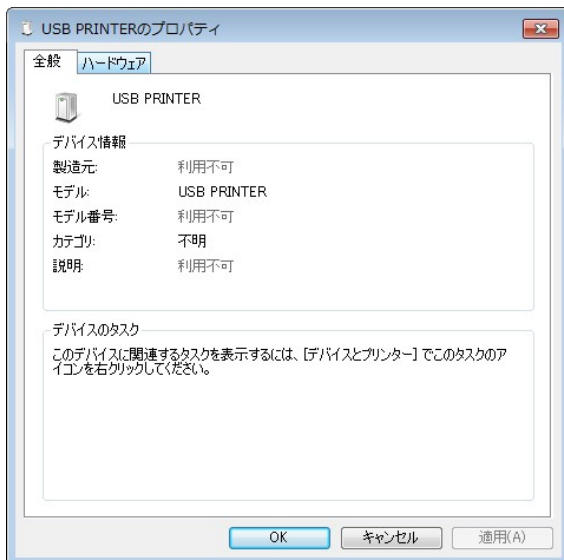 USB PRINTERのプロパティ
全般 ハードウェア
USB PRINTER
デバイス情報
製造元: 利用不可
モデル: USB PRINTER
モデル番号: 利用不可
カテゴリ: 不明
説明: 利用不可
デバイスのタスク
このデバイスに関連するタスクを表示するには、[デバイスとプリンター] でこのタスクのア
イコンを右クリックしてください。
OK キャンセル 適用(A)